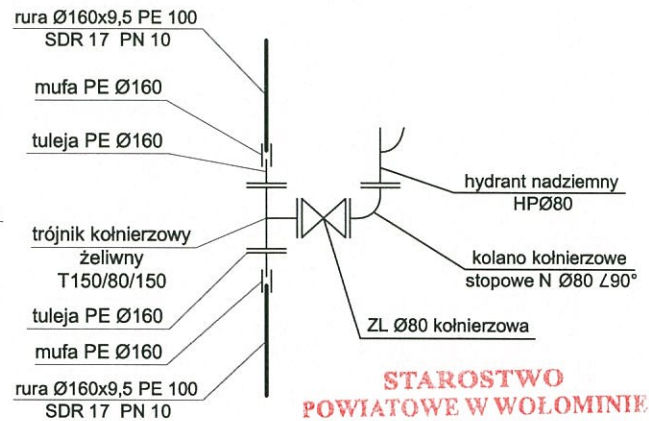 rura Ø160x9,5 PE 100
SDR 17 PN 10
mufa PE Ø160
tuleja PE Ø160
hydrant nadziemny
HPØ80
trójnik kołnierzowy
żeliwny
T150/80/150
kolano kołnierzowe
stopowe N Ø80 ∠90°
tuleja PE Ø160
ZL Ø80 kołnierzowa
mufa PE Ø160
rura Ø160x9,5 PE 100
SDR 17 PN 10
STAROSTWO
POWIATOWE W WOŁOMINIE